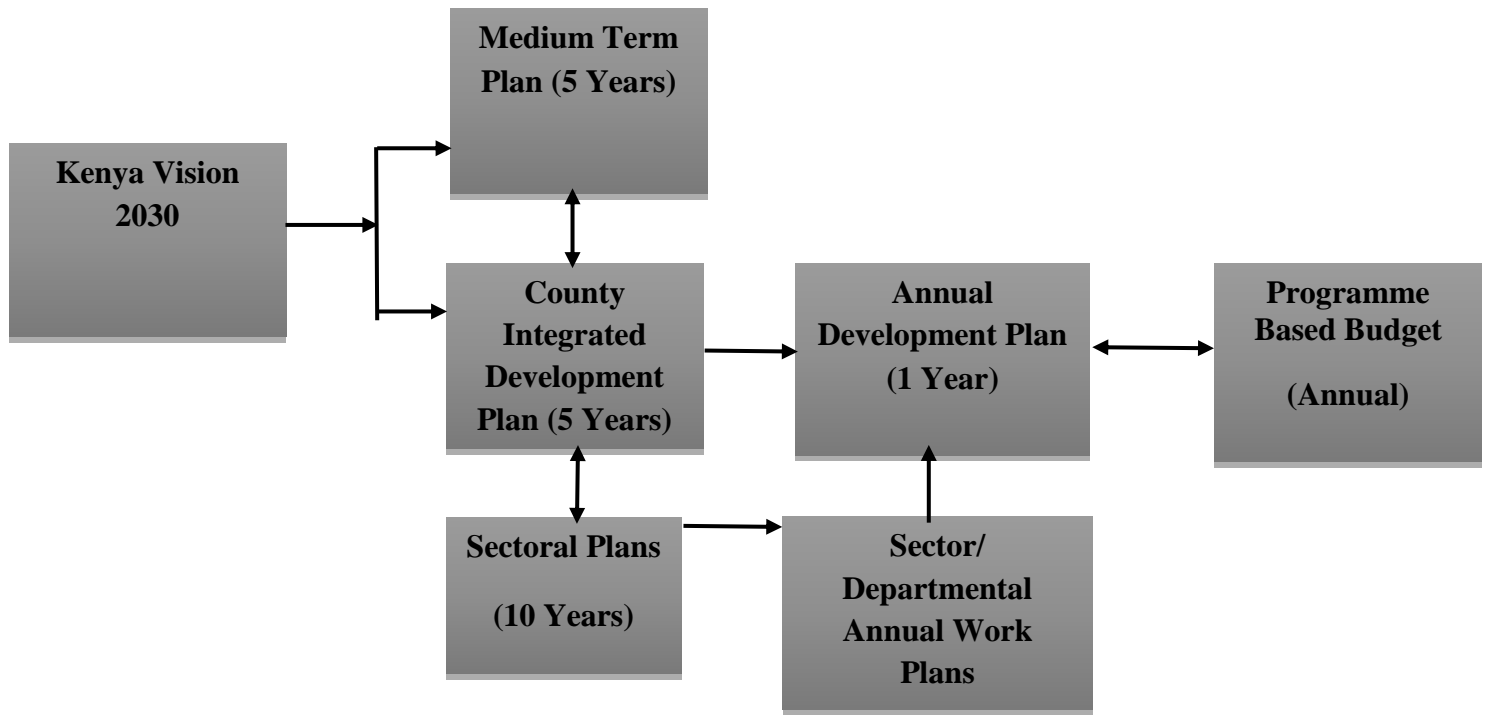 Medium Term
Plan (5 Years)
Kenya Vision
2030
County
Integrated
Development
Plan (5 Years)
Annual
Development Plan
(1 Year)
Programme
Based Budget
(Annual)
Sectoral Plans
(10 Years)
Sector/
Departmental
Annual Work
Plans